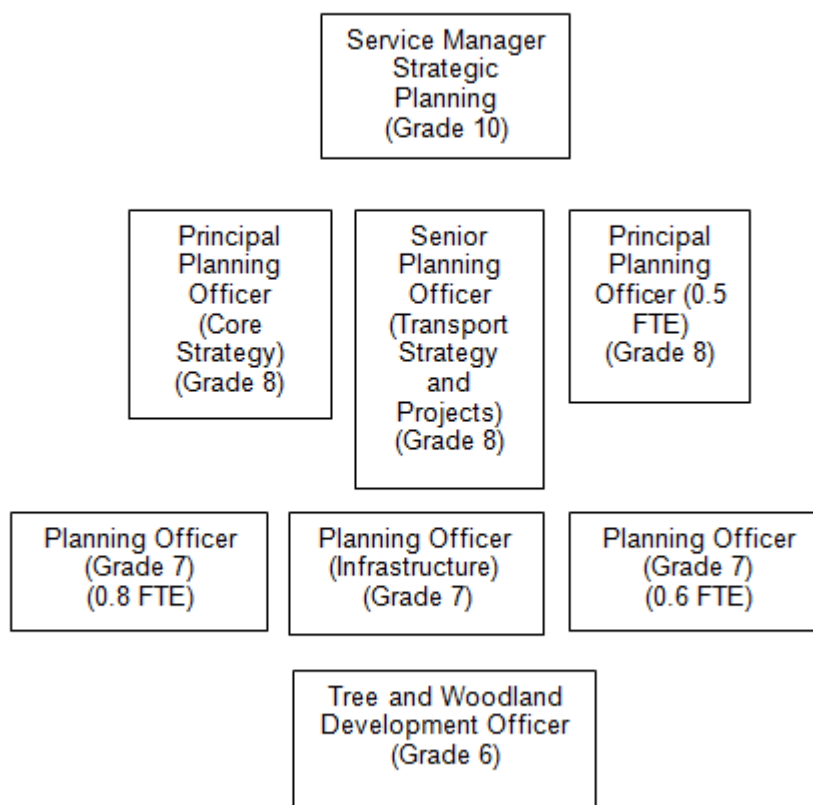 Service Manager
Strategic
Planning
(Grade 10)
Principal
Planning
Officer
(Core
Strategy)
(Grade 8)
Senior
Planning
Officer
(Transport
Strategy
and
Projects)
(Grade 8)
Principal
Planning
Officer (0.5
FTE)
(Grade 8)
Planning Officer
(Grade 7)
(0.8 FTE)
Planning Officer
(Infrastructure)
(Grade 7)
Planning Officer
(Grade 7)
(0.6 FTE)
Tree and Woodland
Development Officer
(Grade 6)